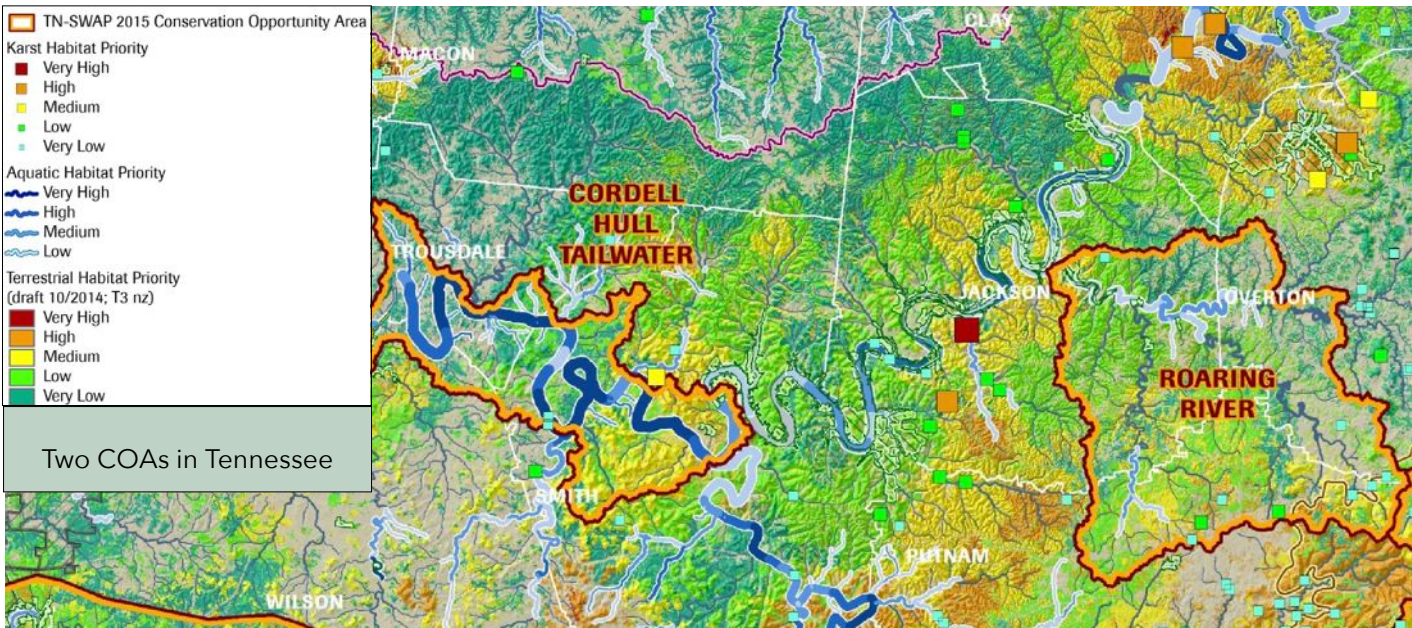 TN-SWAP 2015 Conservation Opportunity Area
Karst Habitat Priority
Very High
High
Medium
Low
Very Low
Aquatic Habitat Priority
Very High
High
Medium
Low
Terrestrial Habitat Priority
(draft 10/2014; T3 nz)
Very High
High
Medium
Low
Very Low
Two COAs in Tennessee
CLAY
MACON
CORDELL
HULL
TAILWATER
TROUSDALE
JACKSON
OVERTON
ROARING
RIVER
SMITH
PUTNAM
WILSON